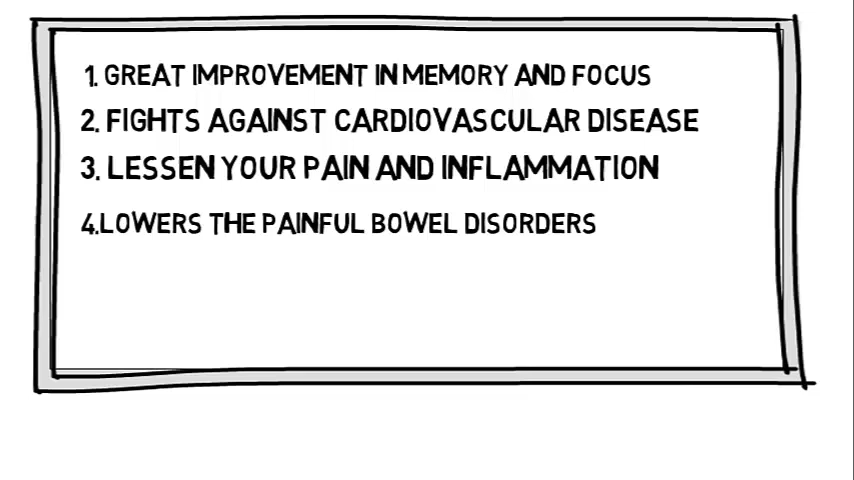 1. GREAT IMPROVEMENT IN MEMORY AND FOCUS
2. FIGHTS AGAINST CARDIOVASCULAR DISEASE
3. LESSEN YOUR PAIN AND INFLAMMATION
4.LOWERS THE PAINFUL BOWEL DISORDERS